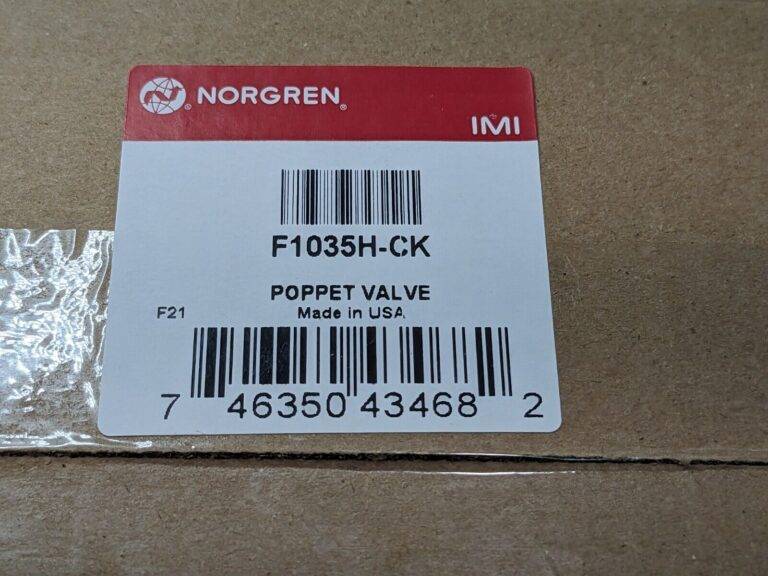 NORGREN®
IMI
F1035H-CK
POPPET VALVE
F21 Made in USA
7 46350 43468 2